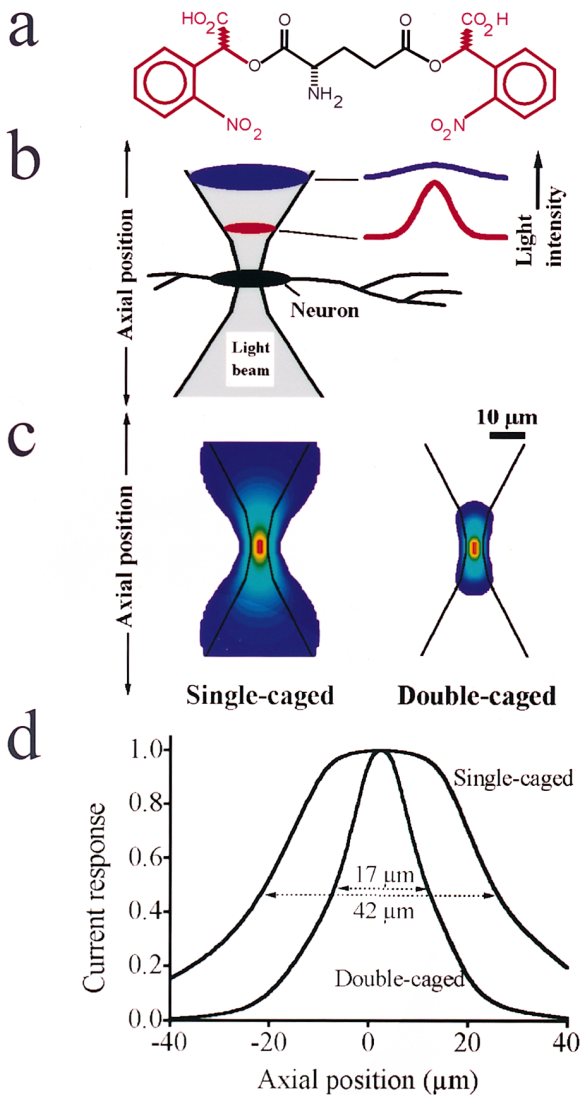 a
HO₂C O O CO₂H
O O
NH₂
NO₂ O₂N
b
Axial position
Light intensity
Neuron
Light
beam
c
10 μm
Axial position
Single-caged
Double-caged
d
1.0
0.8
0.6
0.4
0.2
0.0
Current response
Single-caged
17 μm
42 μm
Double-caged
-40 -20 0 20 40
Axial position (μm)